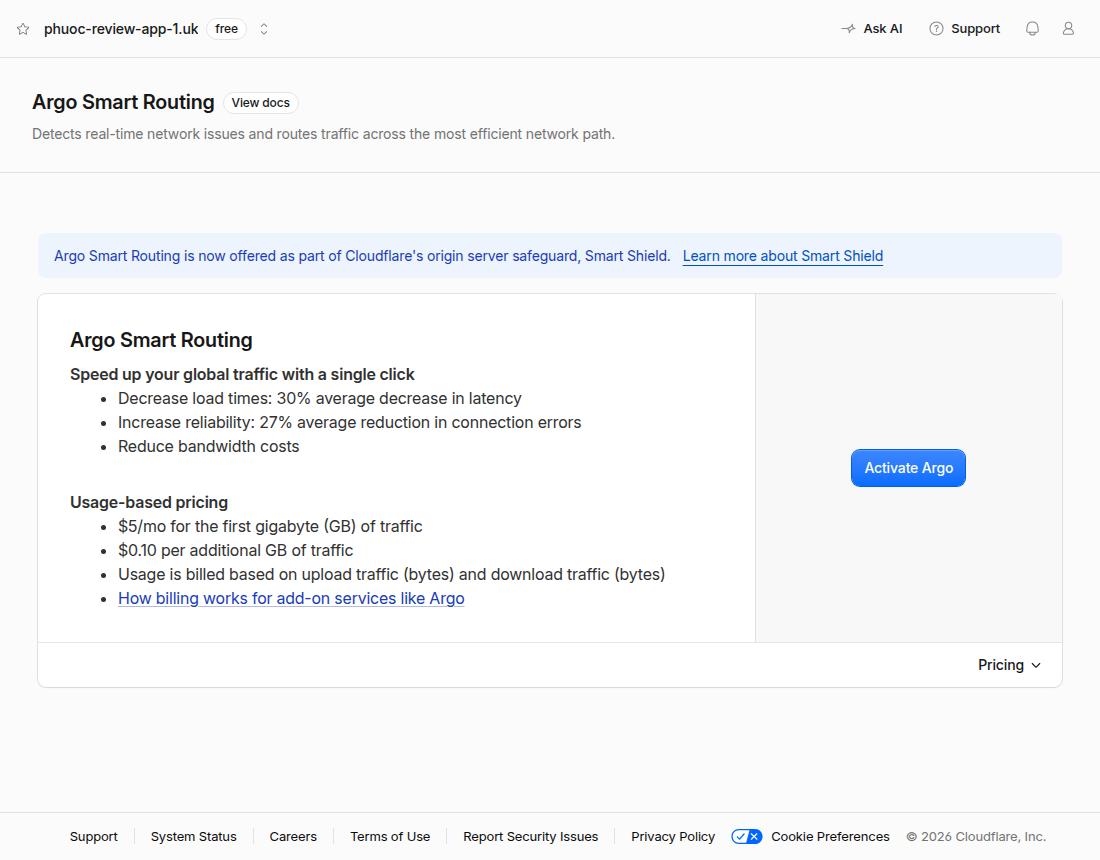 phuoc-review-app-1.uk free Ask AI Support
Argo Smart Routing View docs
Detects real-time network issues and routes traffic across the most efficient network path.
Argo Smart Routing is now offered as part of Cloudflare's origin server safeguard, Smart Shield. Learn more about Smart Shield
Argo Smart Routing
Speed up your global traffic with a single click
• Decrease load times: 30% average decrease in latency
• Increase reliability: 27% average reduction in connection errors
• Reduce bandwidth costs
Activate Argo
Usage-based pricing
• $5/mo for the first gigabyte (GB) of traffic
• $0.10 per additional GB of traffic
• Usage is billed based on upload traffic (bytes) and download traffic (bytes)
• How billing works for add-on services like Argo
Pricing
Support System Status Careers Terms of Use Report Security Issues Privacy Policy Cookie Preferences © 2026 Cloudflare, Inc.